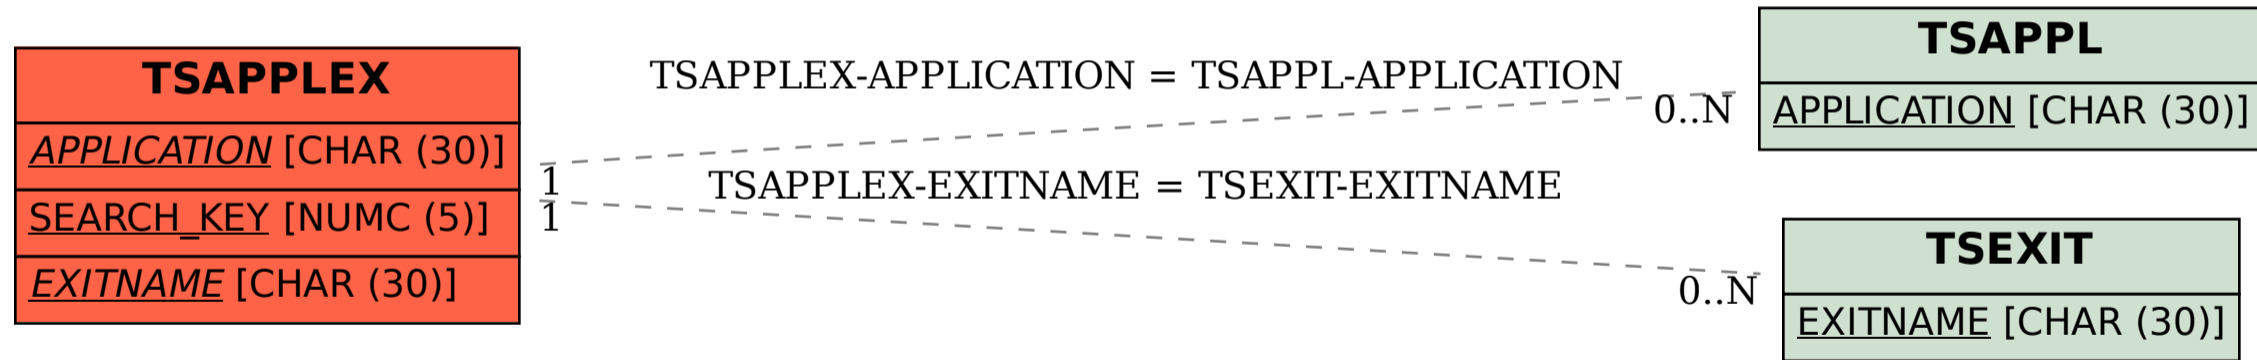 TSAPPLEX
APPLICATION [CHAR (30)]
SEARCH_KEY [NUMC (5)]
EXITNAME [CHAR (30)]
TSAPPLEX-APPLICATION = TSAPPL-APPLICATION
1
0..N
TSAPPLEX-EXITNAME = TSEXIT-EXITNAME
1
0..N
TSAPPL
APPLICATION [CHAR (30)]
TSEXIT
EXITNAME [CHAR (30)]